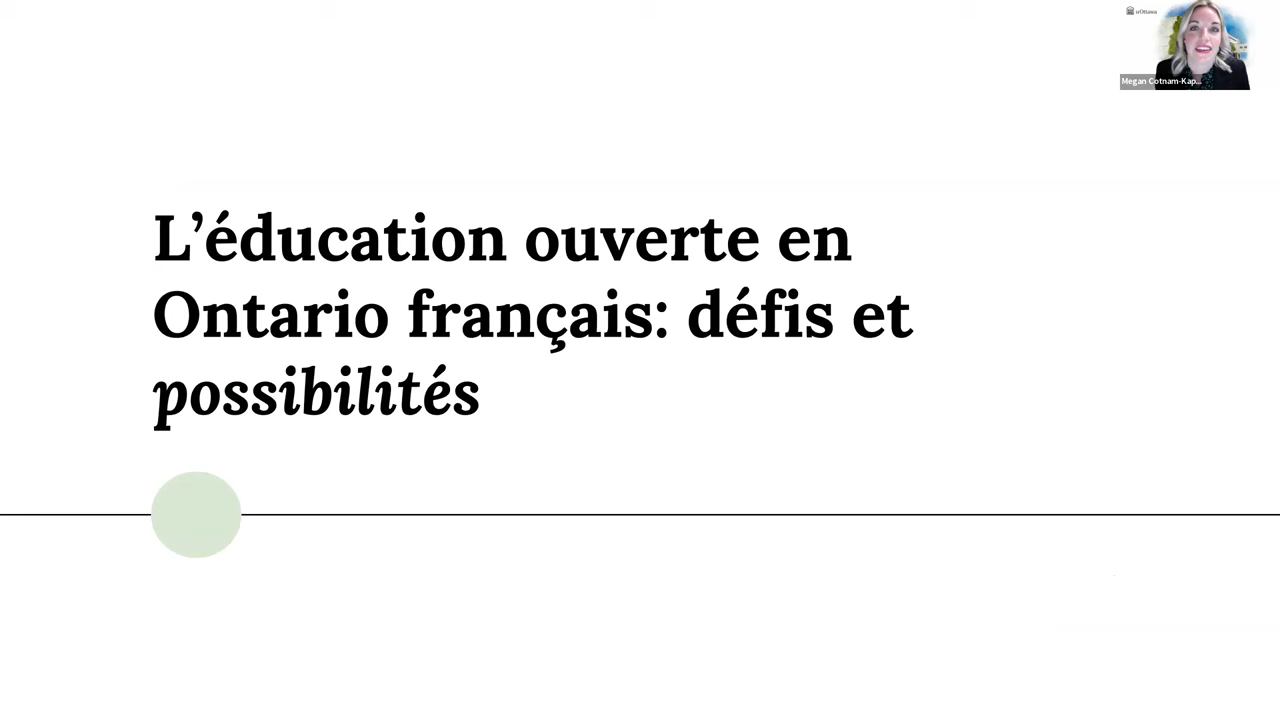 uOttawa
Megan Cotnam-Kap...
L’éducation ouverte en
Ontario français: défis et
possibilités